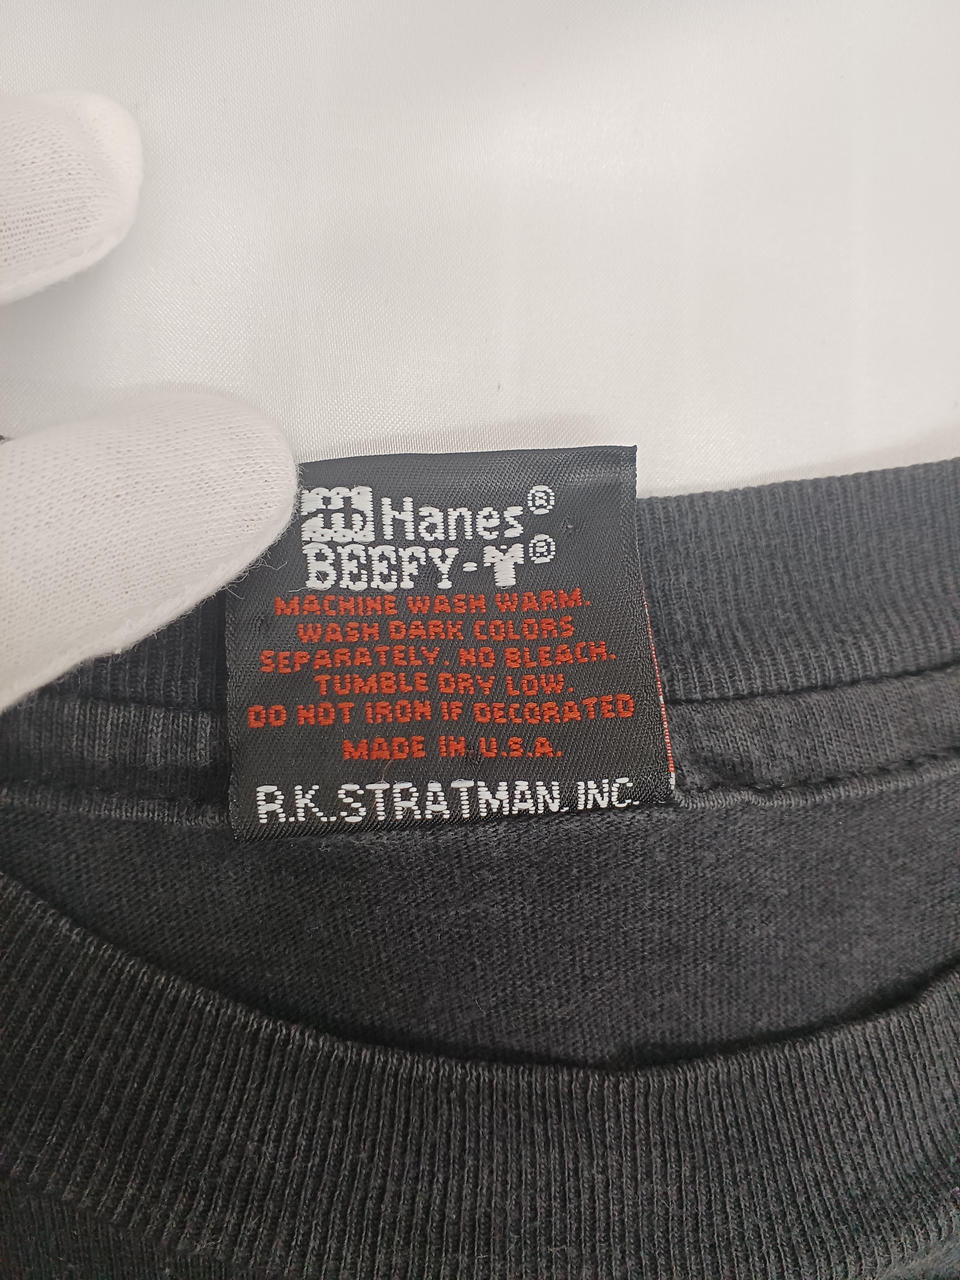 Hanes®
BEEFY-T®
MACHINE WASH WARM.
WASH DARK COLORS
SEPARATELY. NO BLEACH.
TUMBLE DRY LOW.
DO NOT IRON IF DECORATED
MADE IN U.S.A.
R.K.STRATMAN, INC.